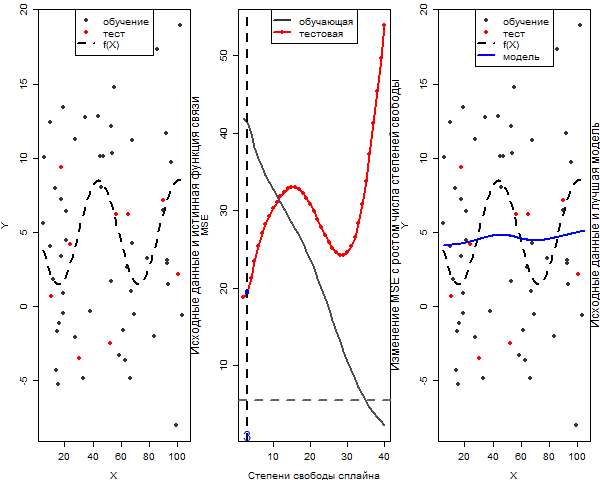 обучение
тест
f(X)
20
15
10
5
0
-5
Y
20
40
60
80
100
X
Исходные данные и истинная функция связи
обучающая
тестовая
50
40
30
20
10
MSE
3
10
20
30
40
Степени свободы сплайна
Изменение MSE с ростом числа степеней свободы
обучение
тест
f(X)
модель
20
15
10
5
0
-5
Y
20
40
60
80
100
X
Исходные данные и лучшая модель